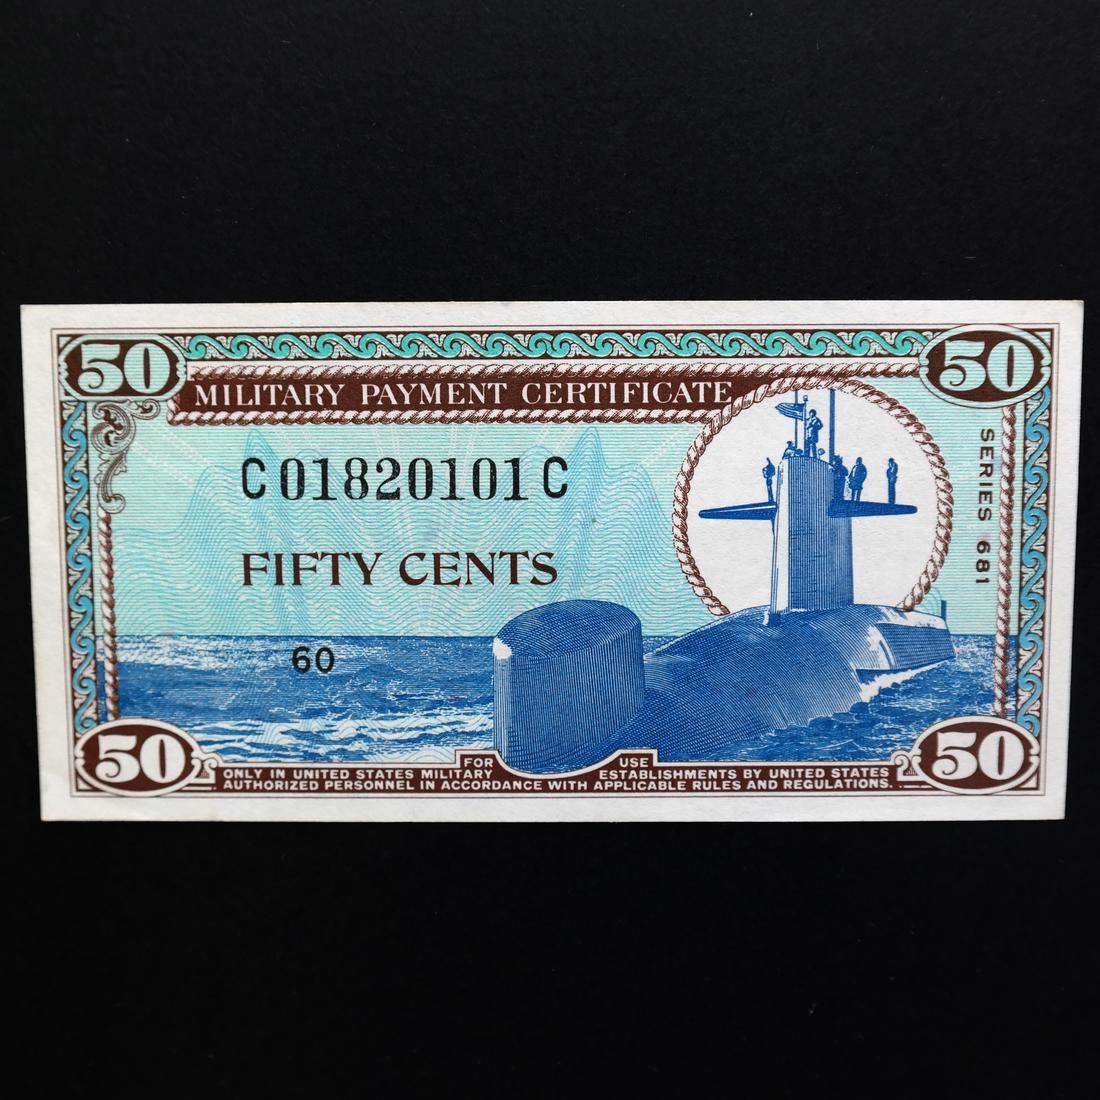 50 50
MILITARY PAYMENT CERTIFICATE
C01820101C
SERIES 681
FIFTY CENTS
60
50 50
FOR USE
ONLY IN UNITED STATES MILITARY ESTABLISHMENTS BY UNITED STATES
AUTHORIZED PERSONNEL IN ACCORDANCE WITH APPLICABLE RULES AND REGULATIONS.